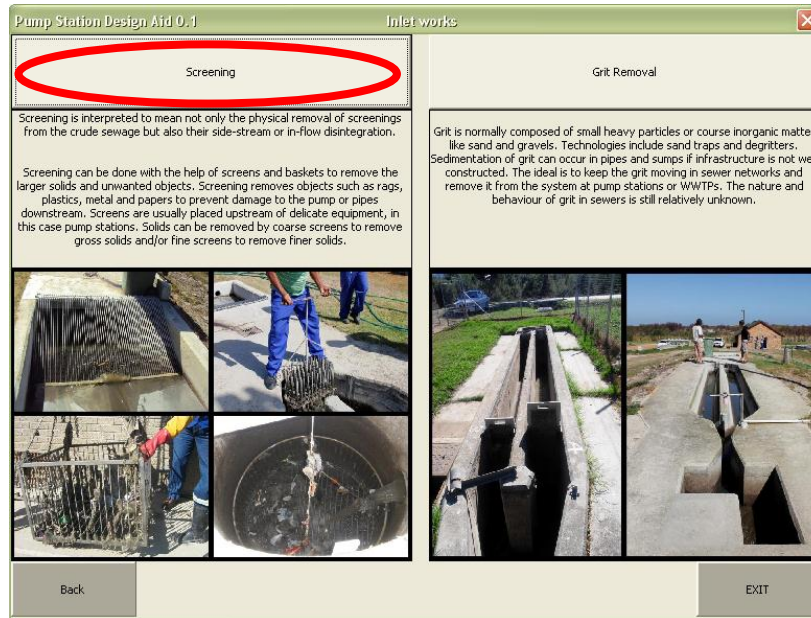 Pump Station Design Aid 0.1
Inlet works
Screening
Screening is interpreted to mean not only the physical removal of screenings
from the crude sewage but also their side-stream or in-flow disintegration.
Screening can be done with the help of screens and baskets to remove the
larger solids and unwanted objects. Screening removes objects such as rags,
plastics, metal and papers to prevent damage to the pump or pipes
downstream. Screens are usually placed upstream of delicate equipment, in
this case pump stations. Solids can be removed by coarse screens to remove
gross solids and/or fine screens to remove finer solids.
Grit Removal
Grit is normally composed of small heavy particles or course inorganic matte
like sand and gravels. Technologies include sand traps and degritters.
Sedimentation of grit can occur in pipes and sumps if infrastructure is not we
constructed. The ideal is to keep the grit moving in sewer networks and
remove it from the system at pump stations or WWTPs. The nature and
behaviour of grit in sewers is still relatively unknown.
Back
EXIT